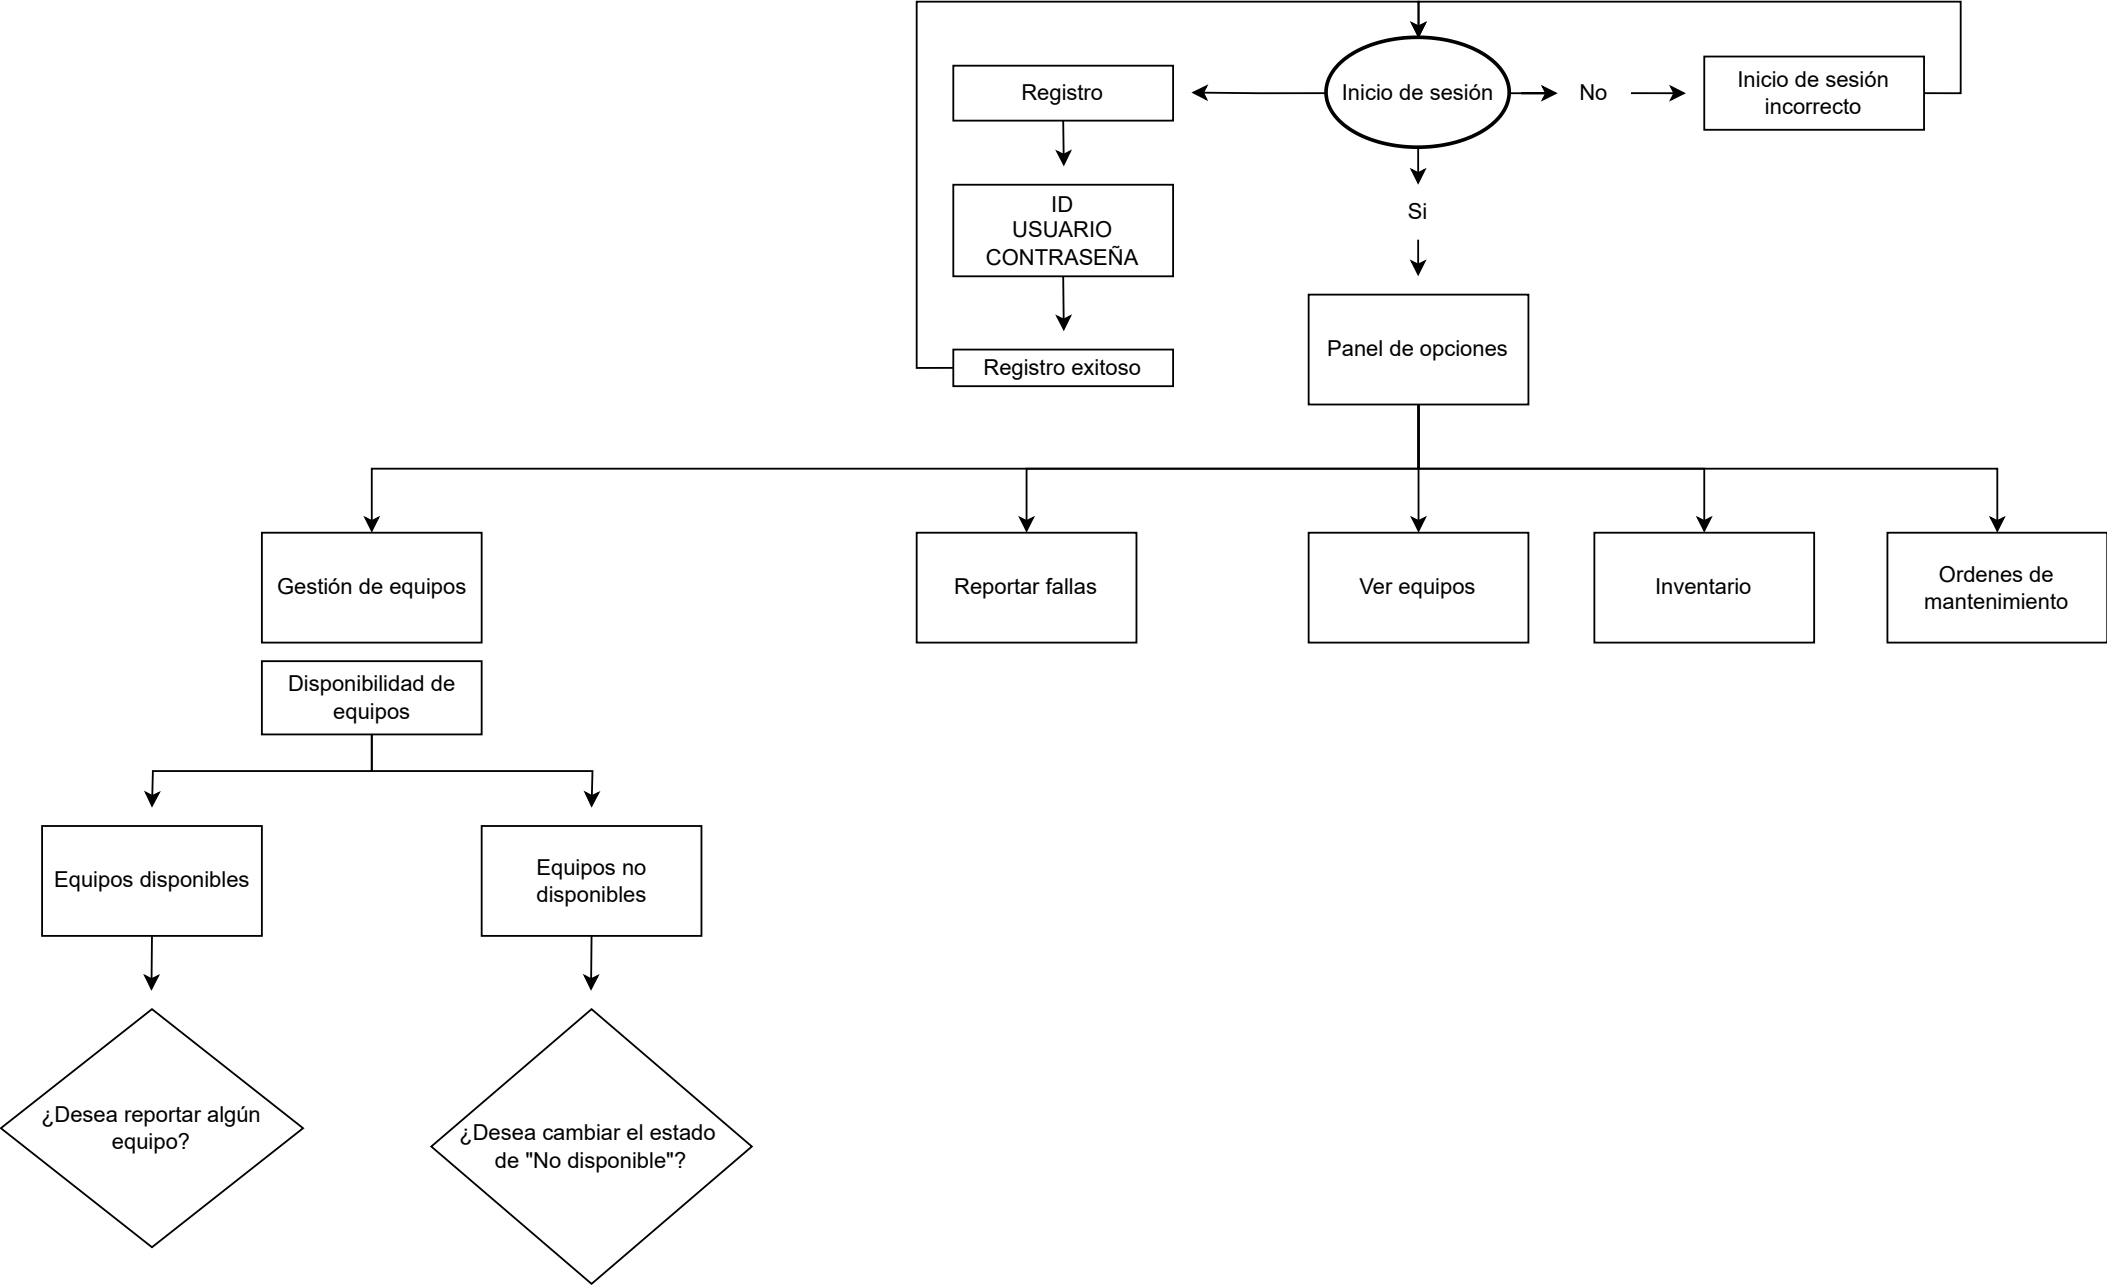 Registro
Inicio de sesión
No
Inicio de sesión
incorrecto
ID
USUARIO
CONTRASEÑA
Si
Registro exitoso
Panel de opciones
Gestión de equipos
Reportar fallas
Ver equipos
Inventario
Ordenes de
mantenimiento
Disponibilidad de
equipos
Equipos disponibles
Equipos no
disponibles
¿Desea reportar algún
equipo?
¿Desea cambiar el estado
de "No disponible"?